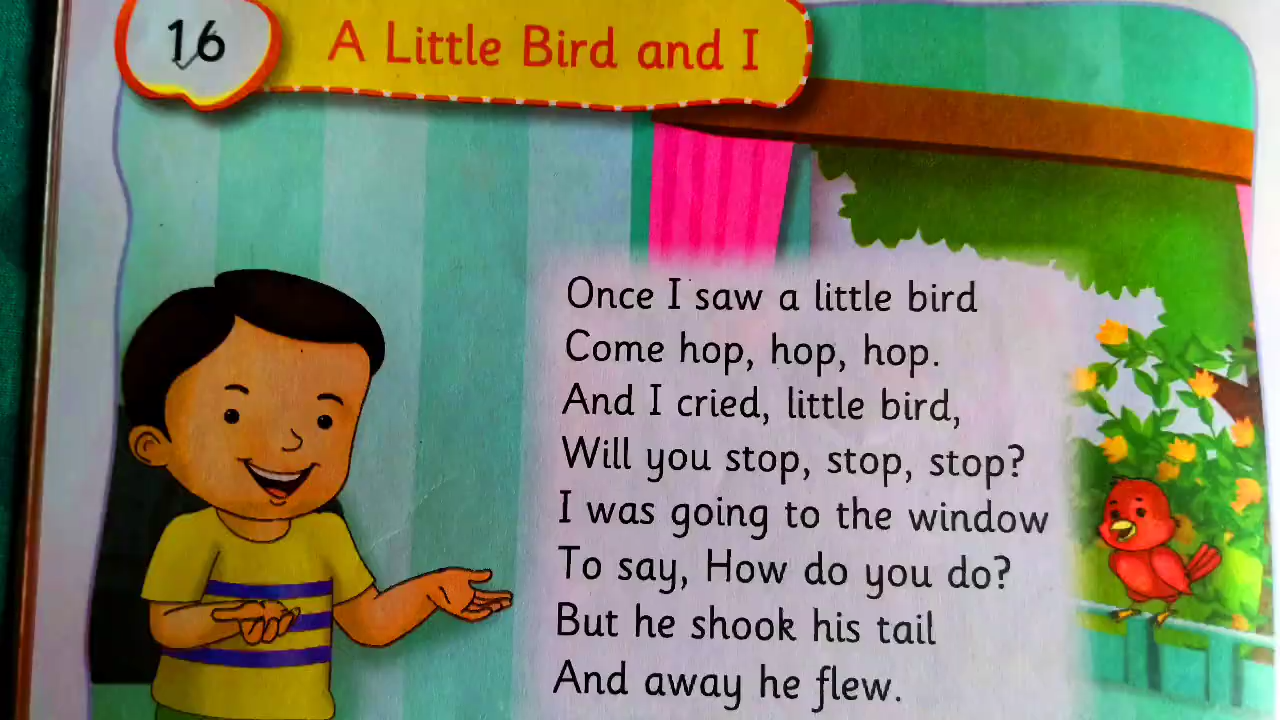 16
A Little Bird and I
Once I saw a little bird
Come hop, hop, hop.
And I cried, little bird,
Will you stop, stop, stop?
I was going to the window
To say, How do you do?
But he shook his tail
And away he flew.